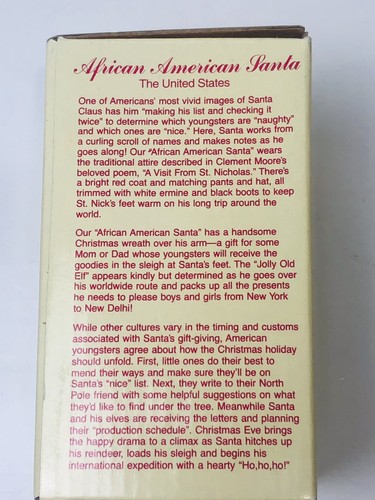 African American Santa
The United States
One of Americans' most vivid images of Santa
Claus has him "making his list and checking it
twice" to determine which youngsters are "naughty"
and which ones are "nice." Here, Santa works from
a curling scroll of names and makes notes as he
goes along! Our "African American Santa" wears
the traditional attire described in Clement Moore's
beloved poem, "A Visit From St. Nicholas." There's
a bright red coat and matching pants and hat, all
trimmed with white ermine and black boots to keep
St. Nick's feet warm on his long trip around the
world.
Our "African American Santa" has a handsome
Christmas wreath over his arm—a gift for some
Mom or Dad whose youngsters will receive the
goodies in the sleigh at Santa's feet. The "Jolly Old
Elf" appears kindly but determined as he goes over
his worldwide route and packs up all the presents
he needs to please boys and girls from New York
to New Delhi!
While other cultures vary in the timing and customs
associated with Santa's gift-giving, American
youngsters agree about how the Christmas holiday
should unfold. First, little ones do their best to
mend their ways and make sure they'll be on
Santa's "nice" list. Next, they write to their North
Pole friend with some helpful suggestions on what
they'd like to find under the tree. Meanwhile Santa
and his elves are receiving the letters and planning
their "production schedule". Christmas Eve brings
the happy drama to a climax as Santa hitches up
his reindeer, loads his sleigh and begins his
international expedition with a hearty "Ho,ho,ho!"